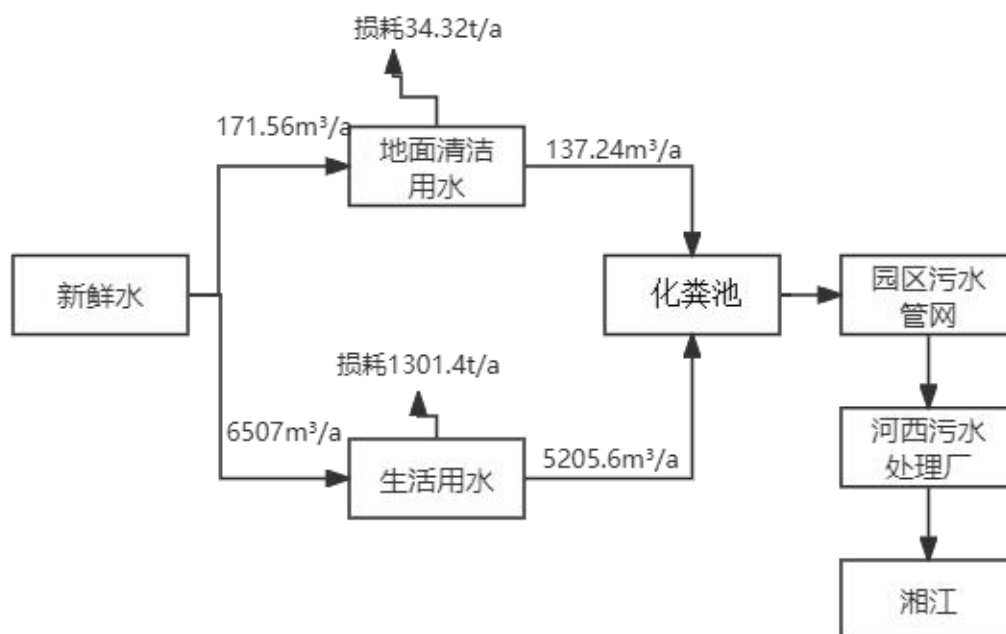 损耗34.32t/a
171.56m³/a
地面清洁
用水
137.24m³/a
新鲜水
化粪池
园区污水
管网
损耗1301.4t/a
6507m³/a
生活用水
5205.6m³/a
河西污水
处理厂
湘江